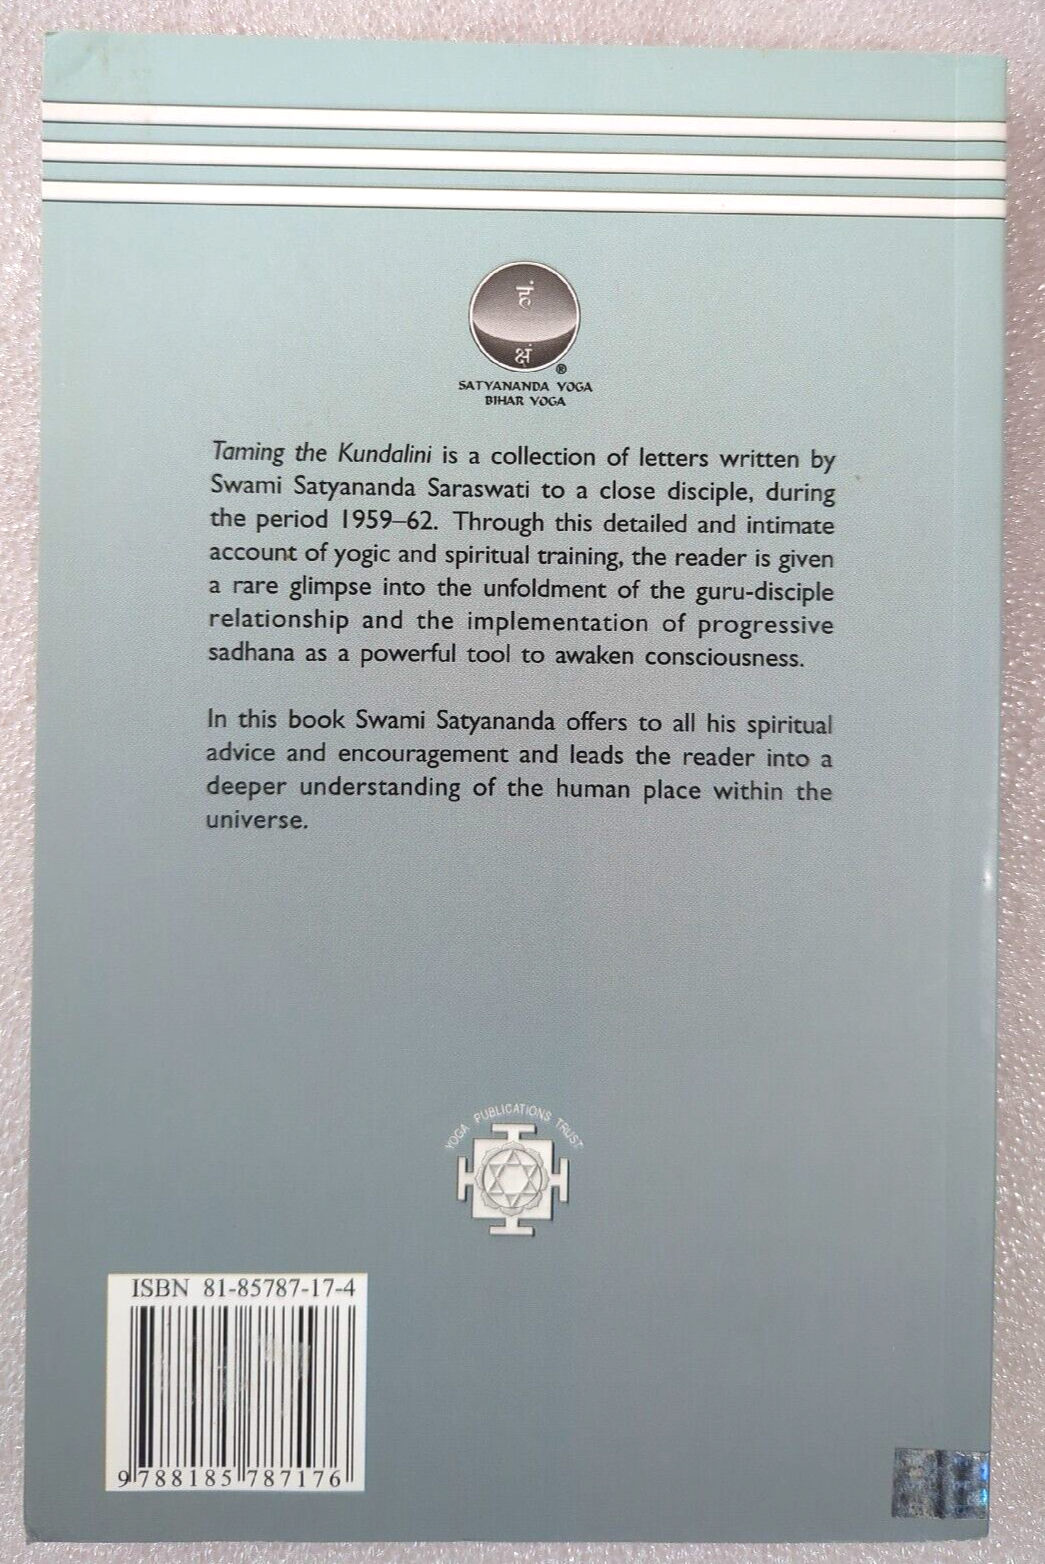 हं
क्षं
®
SATYANANDA YOGA
BIHAR YOGA
Taming the Kundalini is a collection of letters written by
Swami Satyananda Saraswati to a close disciple, during
the period 1959–62. Through this detailed and intimate
account of yogic and spiritual training, the reader is given
a rare glimpse into the unfoldment of the guru-disciple
relationship and the implementation of progressive
sadhana as a powerful tool to awaken consciousness.
In this book Swami Satyananda offers to all his spiritual
advice and encouragement and leads the reader into a
deeper understanding of the human place within the
universe.
YOGA PUBLICATIONS TRUST
ISBN 81-85787-17-4
9 788185 787176